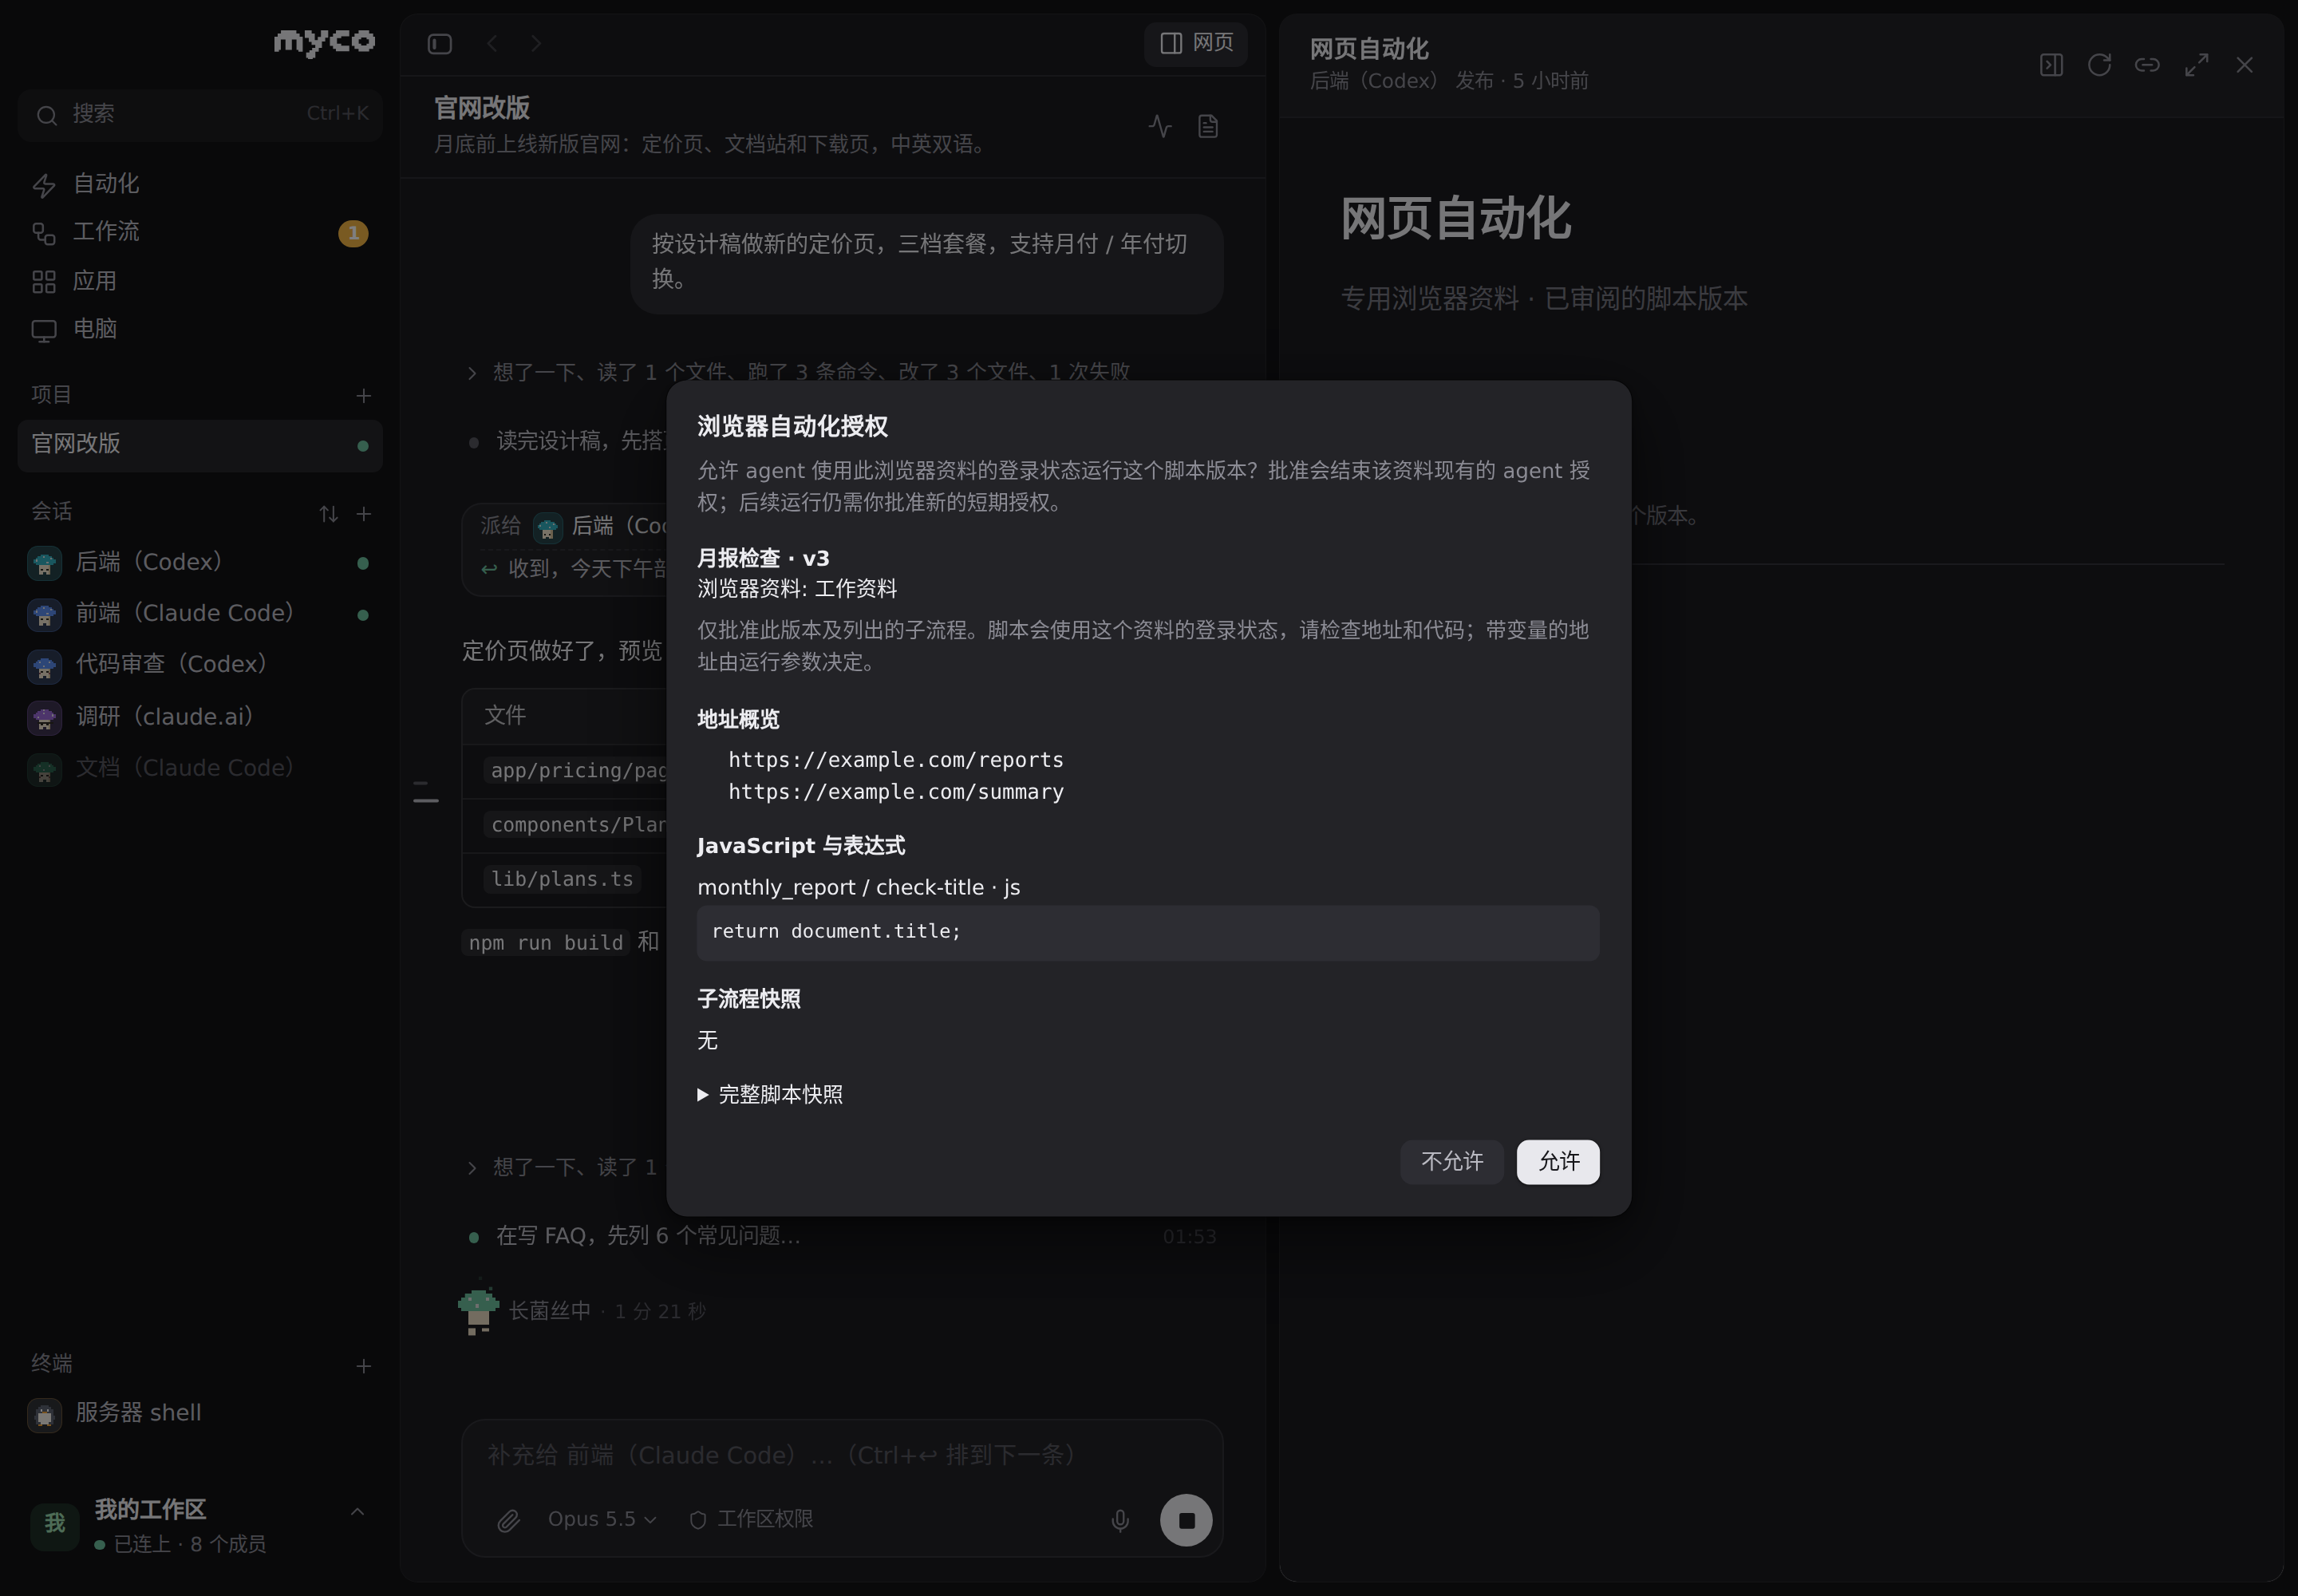 myco
搜索 Ctrl+K
自动化
工作流 1
应用
电脑
项目
官网改版
会话
后端（Codex）
前端（Claude Code）
代码审查（Codex）
调研（claude.ai）
文档（Claude Code）
终端
服务器 shell
我 我的工作区
已连上 · 8 个成员
网页
官网改版
月底前上线新版官网：定价页、文档站和下载页，中英双语。
按设计稿做新的定价页，三档套餐，支持月付 / 年付切
换。
想了一下、读了 1 个文件、跑了 3 条命令、改了 3 个文件、1 次失败
读完设计稿，先搭
派给 后端（Cod
收到，今天下午部
定价页做好了，预览
文件
app/pricing/pag
components/Plan
lib/plans.ts
npm run build 和
想了一下、读了 1
在写 FAQ，先列 6 个常见问题… 01:53
长菌丝中 · 1 分 21 秒
补充给 前端（Claude Code）…（Ctrl+↩ 排到下一条）
Opus 5.5 工作区权限
网页自动化
后端（Codex） 发布 · 5 小时前
网页自动化
专用浏览器资料 · 已审阅的脚本版本
个版本。
浏览器自动化授权
允许 agent 使用此浏览器资料的登录状态运行这个脚本版本？批准会结束该资料现有的 agent 授
权；后续运行仍需你批准新的短期授权。
月报检查 · v3
浏览器资料: 工作资料
仅批准此版本及列出的子流程。脚本会使用这个资料的登录状态，请检查地址和代码；带变量的地
址由运行参数决定。
地址概览
https://example.com/reports
https://example.com/summary
JavaScript 与表达式
monthly_report / check-title · js
return document.title;
子流程快照
无
完整脚本快照
不允许 允许